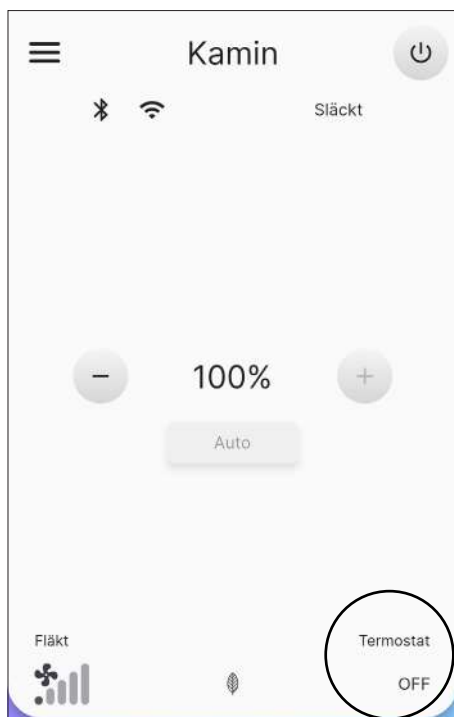 Kamin
Släckt
− 100% +
Auto
Fläkt Termostat
OFF